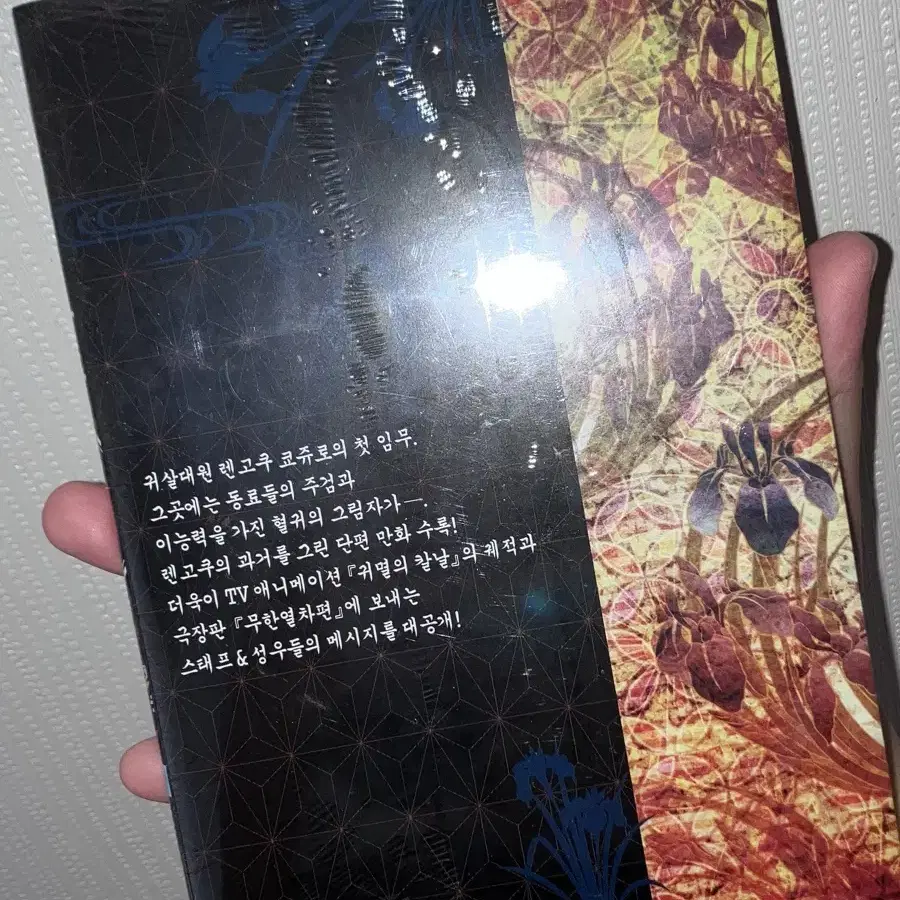 귀살대원 렌고쿠 쿄쥬로의 첫 임무.
그곳에는 동료들의 주검과
이능력을 가진 혈귀의 그림자가―.
렌고쿠의 과거를 그린 단편 만화 수록!
더욱이 TV 애니메이션 『귀멸의 칼날』의 궤적과
극장판 『무한열차편』에 보내는
스태프&성우들의 메시지를 대공개!